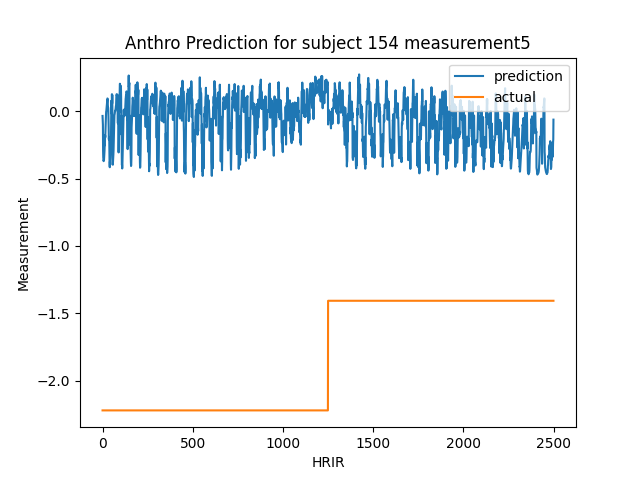 Anthro Prediction for subject 154 measurement5
prediction
actual
Measurement
0.0
−0.5
−1.0
−1.5
−2.0
0 500 1000 1500 2000 2500
HRIR